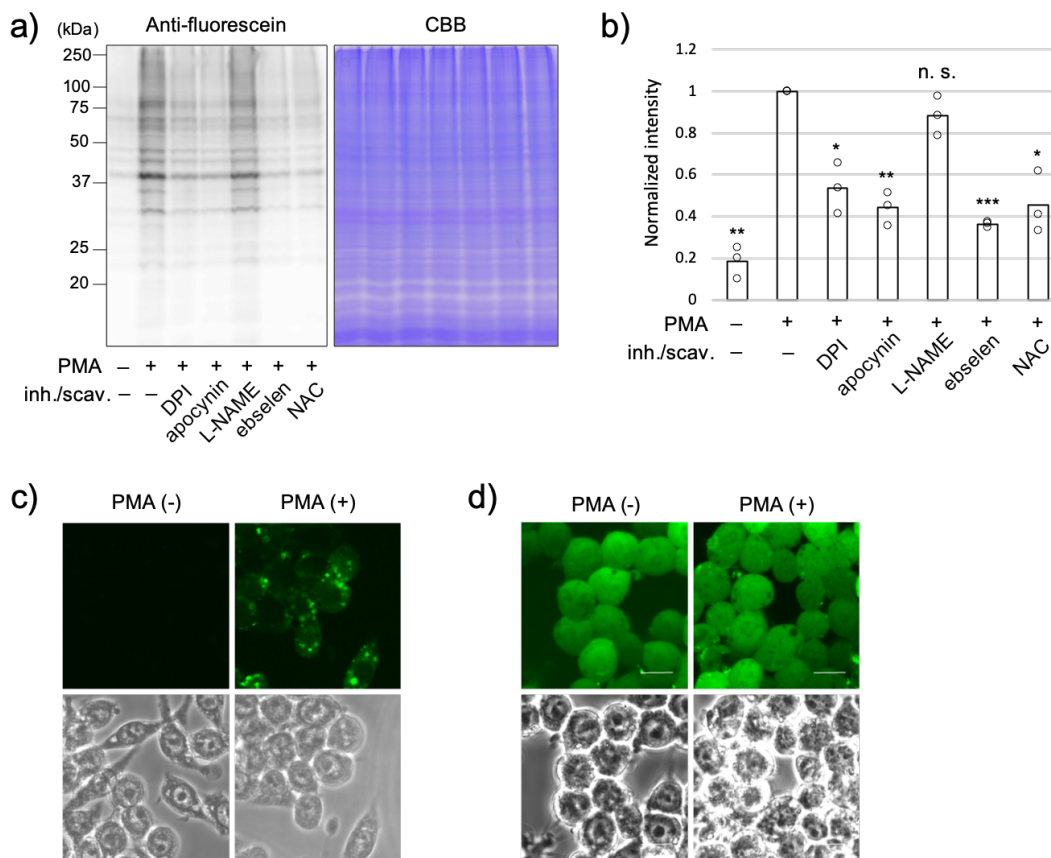 a)
(kDa)
Anti-fluorescein
CBB
250
100
75
50
37
25
20
PMA – + + + + + +
inh./scav. – – DPI apocynin L-NAME ebselen NAC
b)
Normalized intensity
1.2
1
0.8
0.6
0.4
0.2
0
**
*
**
n. s.
***
*
PMA – + + + + + +
inh./scav. – – DPI apocynin L-NAME ebselen NAC
c)
PMA (-) PMA (+)
d)
PMA (-) PMA (+)